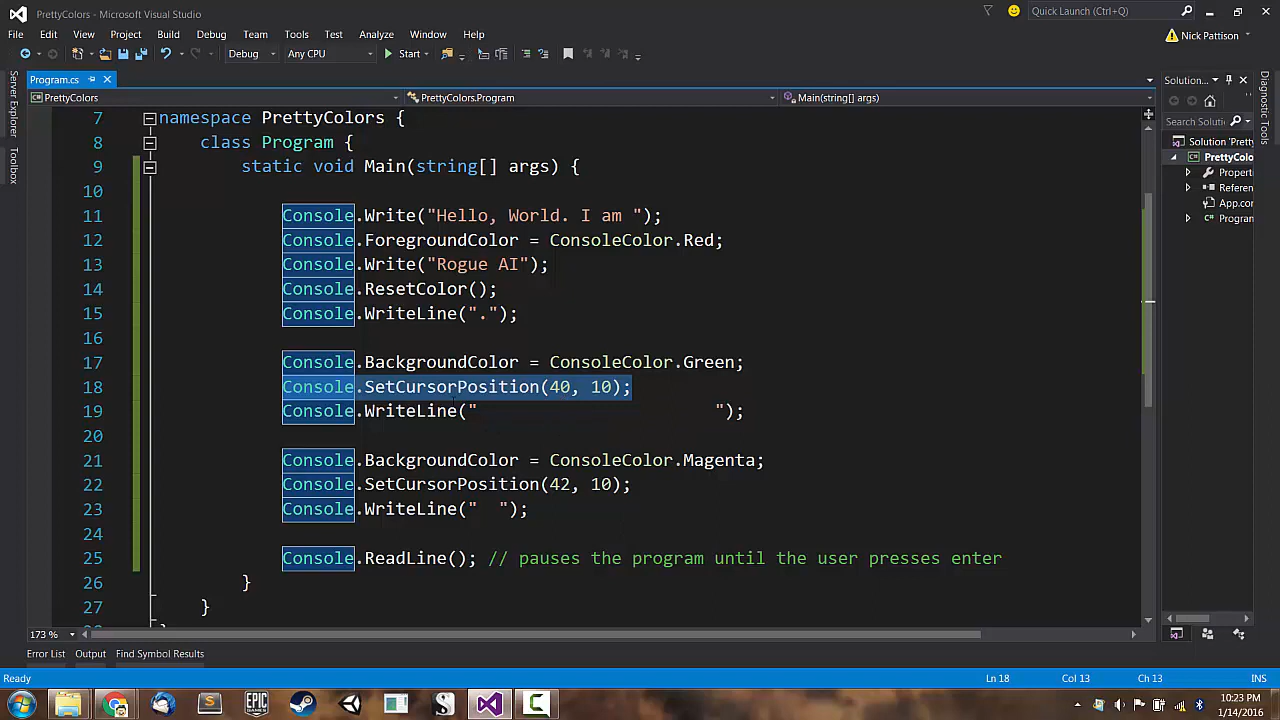 PrettyColors - Microsoft Visual Studio
Quick Launch (Ctrl+Q)
File Edit View Project Build Debug Team Tools Test Analyze Window Help
Nick Pattison
Debug Any CPU Start
Program.cs
Solution...
PrettyColors PrettyColors.Program Main(string[] args)
Server Explorer
Toolbox
Diagnostic Tools
Search Soluti
Solution 'Pretty
PrettyColo
Properti
Referen
App.con
Program
7 namespace PrettyColors {
8 class Program {
9 static void Main(string[] args) {
10
11 Console.Write("Hello, World. I am ");
12 Console.ForegroundColor = ConsoleColor.Red;
13 Console.Write("Rogue AI");
14 Console.ResetColor();
15 Console.WriteLine(".");
16
17 Console.BackgroundColor = ConsoleColor.Green;
18 Console.SetCursorPosition(40, 10);
19 Console.WriteLine("                       ");
20
21 Console.BackgroundColor = ConsoleColor.Magenta;
22 Console.SetCursorPosition(42, 10);
23 Console.WriteLine("  ");
24
25 Console.ReadLine(); // pauses the program until the user presses enter
26 }
27 }
173 %
Error List Output Find Symbol Results
Ready Ln 18 Col 13 Ch 13 INS
EPIC GAMES
10:23 PM
1/14/2016